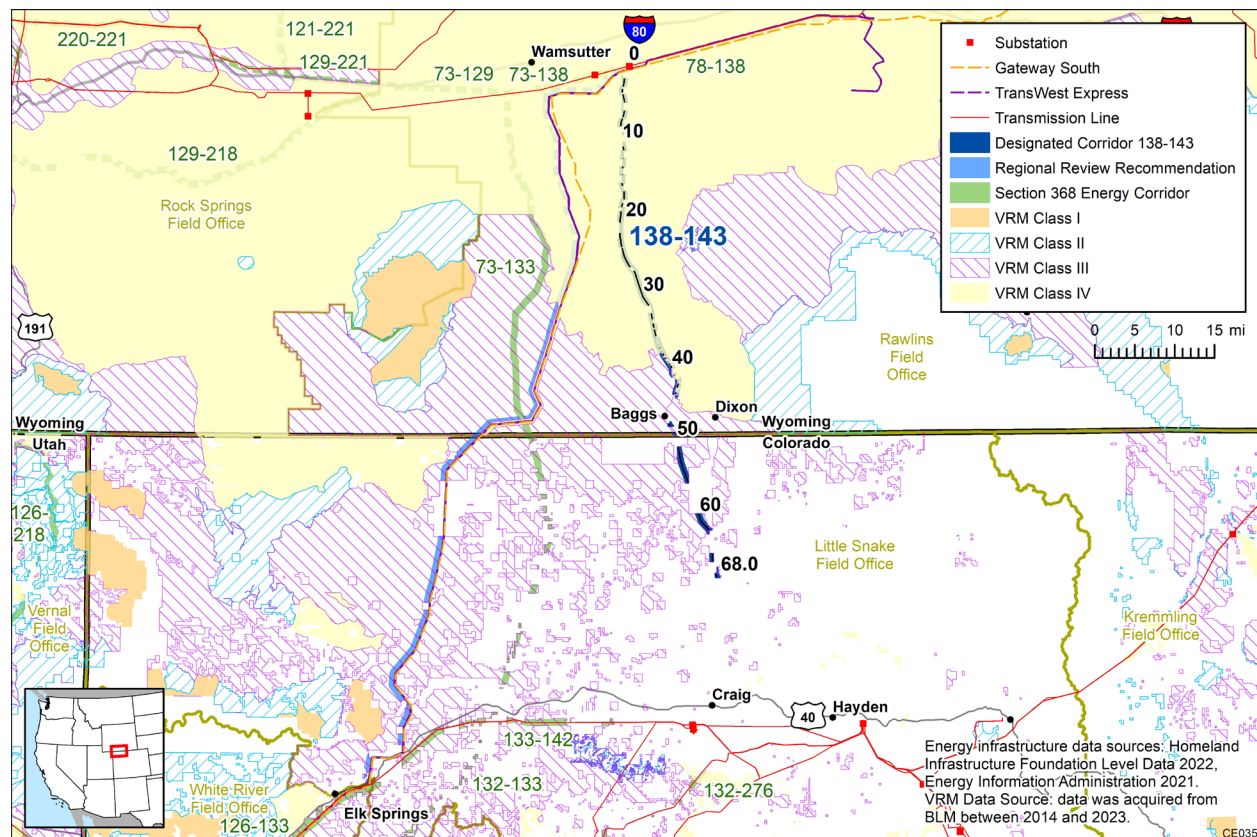 220-221
121-221
129-221
Wamsutter
80
0
73-129
73-138
78-138
129-218
10
20
138-143
30
40
Rock Springs
Field Office
73-133
191
Rawlins
Field
Office
Baggs
Dixon
50
Wyoming
Utah
Wyoming
Colorado
126-
218
60
68.0
Little Snake
Field Office
Vernal
Field
Office
Kremmling
Field Office
Craig
40
Hayden
133-142
132-133
132-276
White River
Field Office
126-133
Elk Springs
Substation
Gateway South
TransWest Express
Transmission Line
Designated Corridor 138-143
Regional Review Recommendation
Section 368 Energy Corridor
VRM Class I
VRM Class II
VRM Class III
VRM Class IV
0 5 10 15 mi
Energy infrastructure data sources: Homeland
Infrastructure Foundation Level Data 2022,
Energy Information Administration 2021.
VRM Data Source: data was acquired from
BLM between 2014 and 2023.
CE035